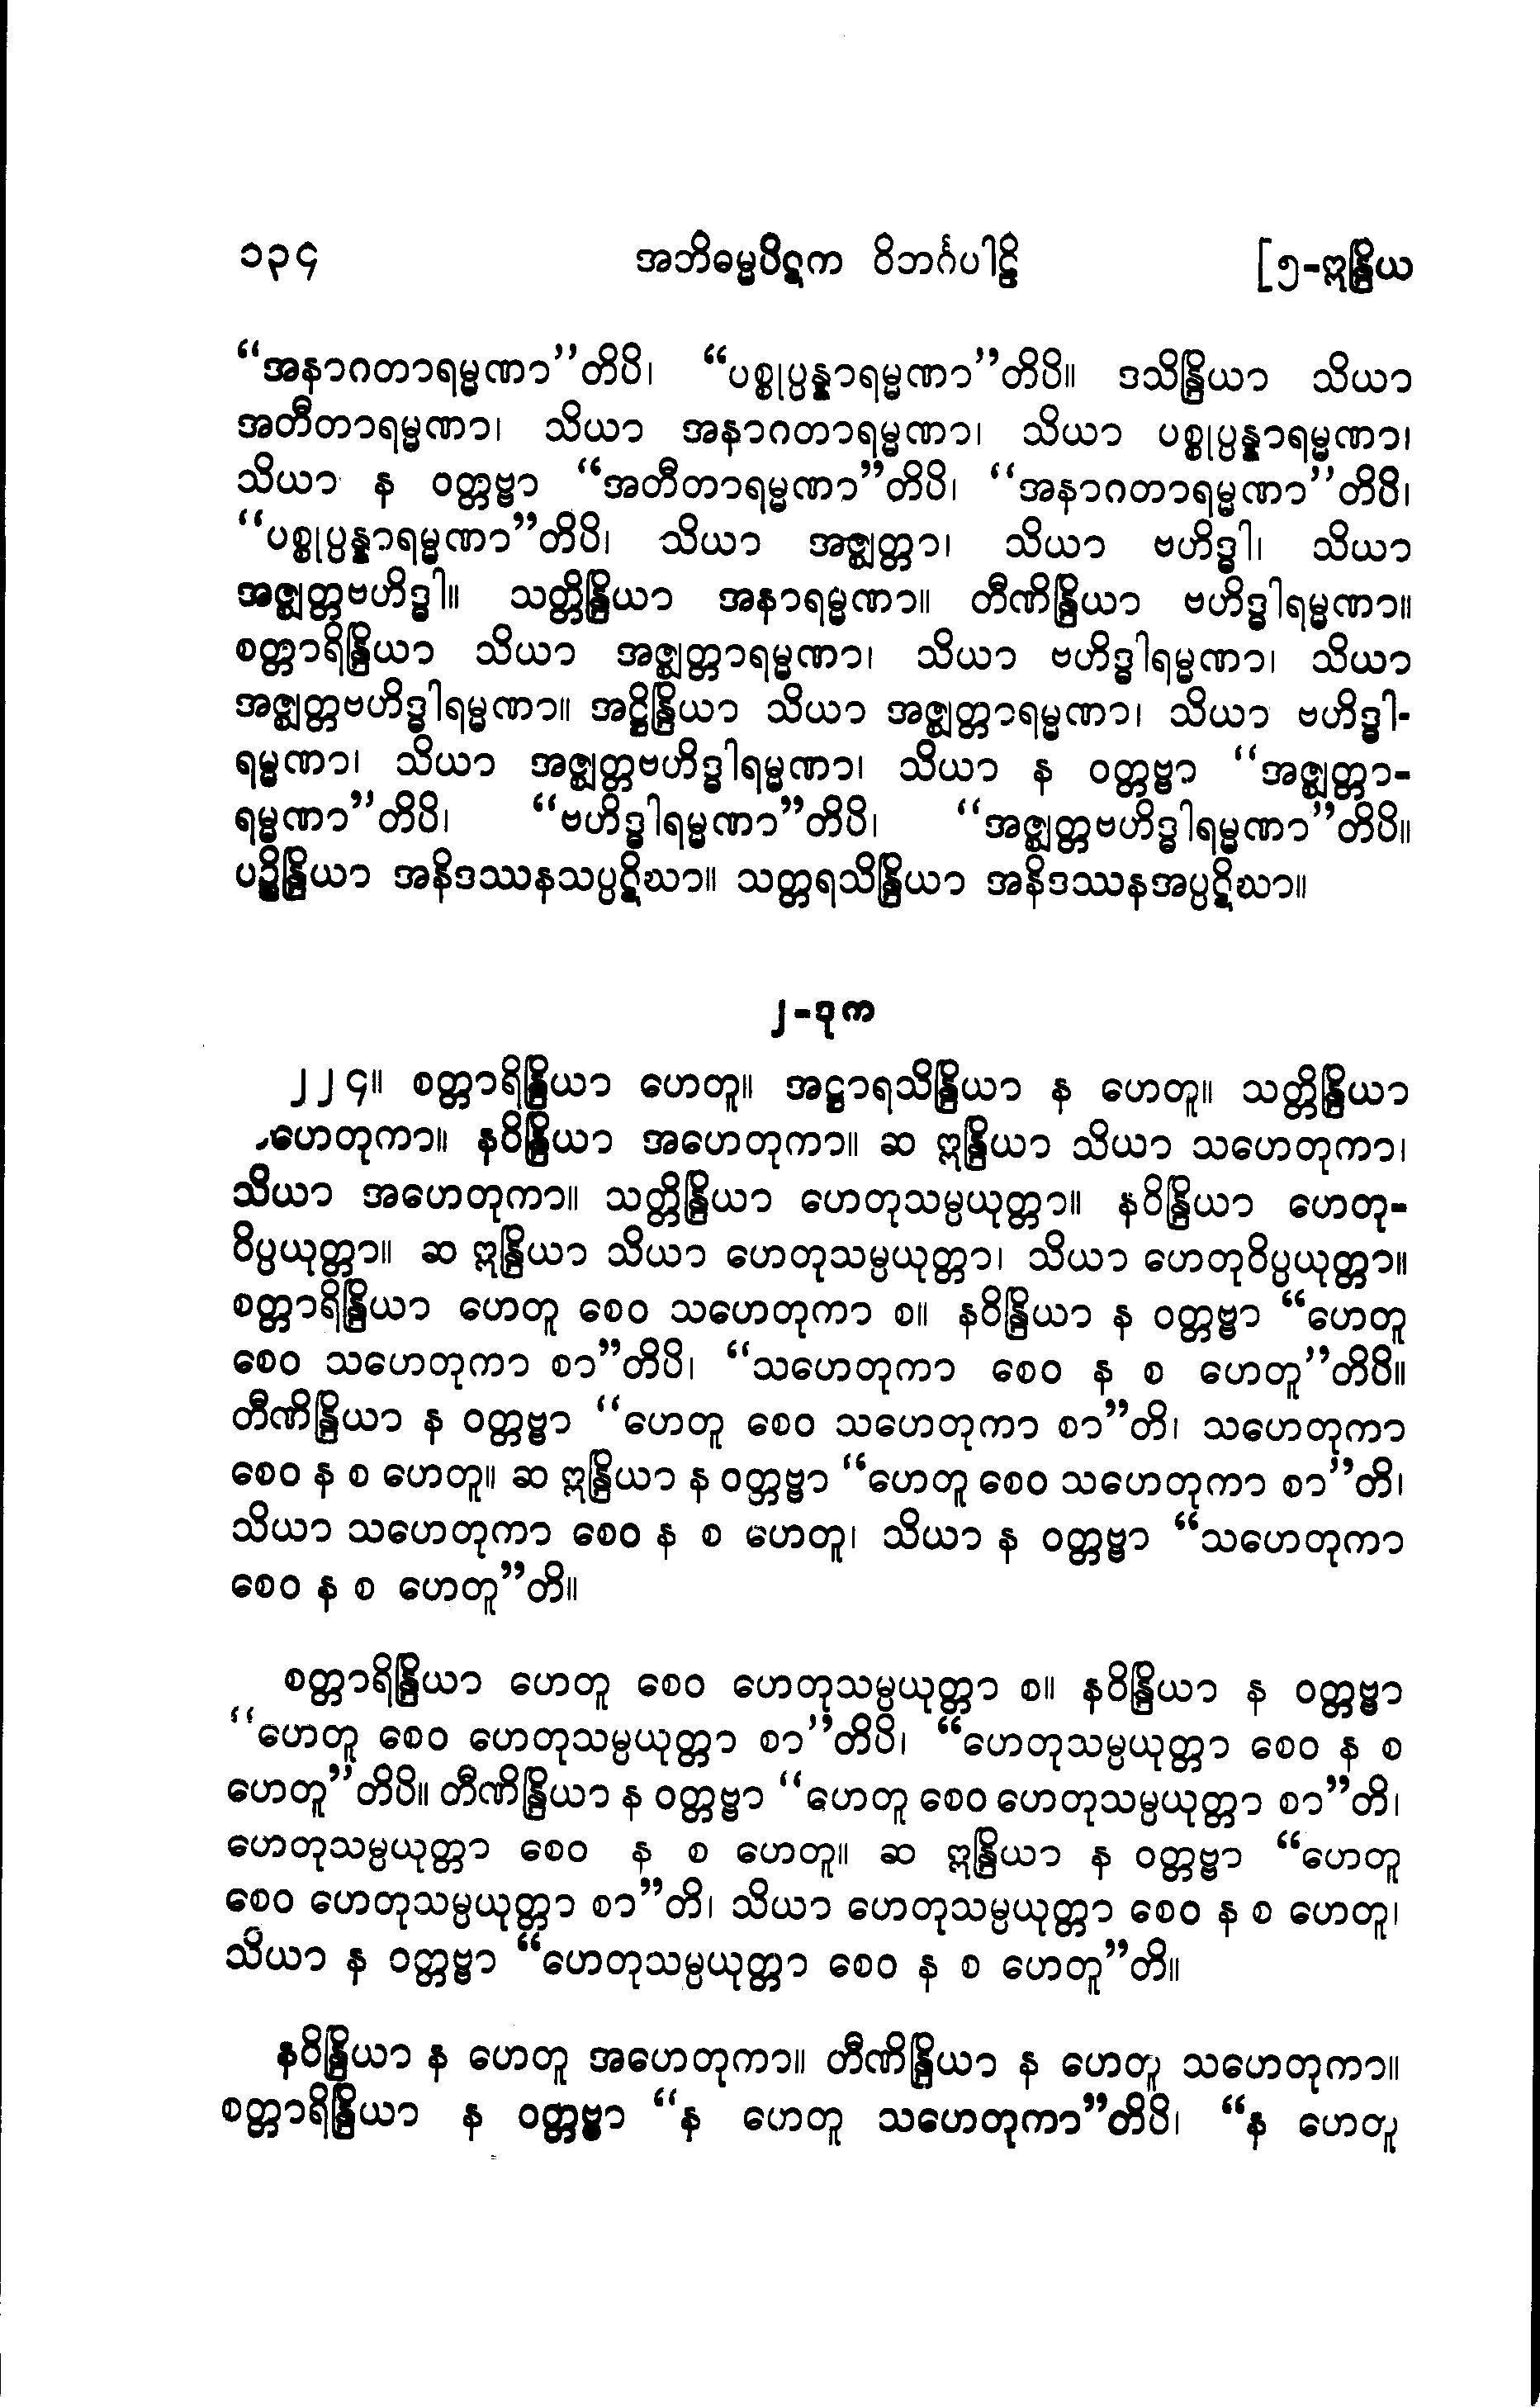 ၁၃၄ အဘိဓမ္မပိဋက ဝိဘင်္ဂပါဠိ [၅-ဣန္ဒြိယ
“အနာဂတာရမ္မဏာ”တိပိ၊ “ပစ္စုပ္ပန္နာရမ္မဏာ”တိပိ။ ဒသိန္ဒြိယာ သိယာ
အတီတာရမ္မဏာ၊ သိယာ အနာဂတာရမ္မဏာ၊ သိယာ ပစ္စုပ္ပန္နာရမ္မဏာ၊
သိယာ န ဝတ္တဗ္ဗာ “အတီတာရမ္မဏာ”တိပိ၊ “အနာဂတာရမ္မဏာ”တိပိ၊
“ပစ္စုပ္ပန္နာရမ္မဏာ”တိပိ၊ သိယာ အဇ္ဈတ္တာ၊ သိယာ ဗဟိဒ္ဓါ၊ သိယာ
အဇ္ဈတ္တဗဟိဒ္ဓါ။ သတ္တိန္ဒြိယာ အနာရမ္မဏာ။ တီဏိန္ဒြိယာ ဗဟိဒ္ဓါရမ္မဏာ။
စတ္တာရိန္ဒြိယာ သိယာ အဇ္ဈတ္တာရမ္မဏာ၊ သိယာ ဗဟိဒ္ဓါရမ္မဏာ၊ သိယာ
အဇ္ဈတ္တဗဟိဒ္ဓါရမ္မဏာ။ အဋ္ဌိန္ဒြိယာ သိယာ အဇ္ဈတ္တာရမ္မဏာ၊ သိယာ ဗဟိဒ္ဓါ-
ရမ္မဏာ၊ သိယာ အဇ္ဈတ္တဗဟိဒ္ဓါရမ္မဏာ၊ သိယာ န ဝတ္တဗ္ဗာ “အဇ္ဈတ္တာ-
ရမ္မဏာ”တိပိ၊ “ဗဟိဒ္ဓါရမ္မဏာ”တိပိ၊ “အဇ္ဈတ္တဗဟိဒ္ဓါရမ္မဏာ”တိပိ။
ပဉ္စိန္ဒြိယာ အနိဒဿနသပ္ပဋိဃာ။ သတ္တရသိန္ဒြိယာ အနိဒဿနအပ္ပဋိဃာ။
၂-ဒုက
၂၂၄။ စတ္တာရိန္ဒြိယာ ဟေတူ။ အဋ္ဌာရသိန္ဒြိယာ န ဟေတူ။ သတ္တိန္ဒြိယာ
ဟေတုကာ။ နဝိန္ဒြိယာ အဟေတုကာ။ ဆ ဣန္ဒြိယာ သိယာ သဟေတုကာ၊
သိယာ အဟေတုကာ။ သတ္တိန္ဒြိယာ ဟေတုသမ္ပယုတ္တာ။ နဝိန္ဒြိယာ ဟေတု-
ဝိပ္ပယုတ္တာ။ ဆ ဣန္ဒြိယာ သိယာ ဟေတုသမ္ပယုတ္တာ၊ သိယာ ဟေတုဝိပ္ပယုတ္တာ။
စတ္တာရိန္ဒြိယာ ဟေတူ စေဝ သဟေတုကာ စ။ နဝိန္ဒြိယာ န ဝတ္တဗ္ဗာ “ဟေတူ
စေဝ သဟေတုကာ စာ”တိပိ၊ “သဟေတုကာ စေဝ န စ ဟေတူ”တိပိ။
တီဏိန္ဒြိယာ န ဝတ္တဗ္ဗာ “ဟေတူ စေဝ သဟေတုကာ စာ”တိ၊ သဟေတုကာ
စေဝ န စ ဟေတူ။ ဆ ဣန္ဒြိယာ န ဝတ္တဗ္ဗာ “ဟေတူ စေဝ သဟေတုကာ စာ”တိ၊
သိယာ သဟေတုကာ စေဝ န စ ဟေတူ၊ သိယာ န ဝတ္တဗ္ဗာ “သဟေတုကာ
စေဝ န စ ဟေတူ”တိ။
စတ္တာရိန္ဒြိယာ ဟေတူ စေဝ ဟေတုသမ္ပယုတ္တာ စ။ နဝိန္ဒြိယာ န ဝတ္တဗ္ဗာ
“ဟေတူ စေဝ ဟေတုသမ္ပယုတ္တာ စာ”တိပိ၊ “ဟေတုသမ္ပယုတ္တာ စေဝ န စ
ဟေတူ”တိပိ။ တီဏိန္ဒြိယာ န ဝတ္တဗ္ဗာ “ဟေတူ စေဝ ဟေတုသမ္ပယုတ္တာ စာ”တိ၊
ဟေတုသမ္ပယုတ္တာ စေဝ န စ ဟေတူ။ ဆ ဣန္ဒြိယာ န ဝတ္တဗ္ဗာ “ဟေတူ
စေဝ ဟေတုသမ္ပယုတ္တာ စာ”တိ၊ သိယာ ဟေတုသမ္ပယုတ္တာ စေဝ န စ ဟေတူ၊
သိယာ န ဝတ္တဗ္ဗာ “ဟေတုသမ္ပယုတ္တာ စေဝ န စ ဟေတူ”တိ။
နဝိန္ဒြိယာ န ဟေတူ အဟေတုကာ။ တီဏိန္ဒြိယာ န ဟေတူ သဟေတုကာ။
စတ္တာရိန္ဒြိယာ န ဝတ္တဗ္ဗာ “န ဟေတူ သဟေတုကာ”တိပိ၊ “န ဟေတူ